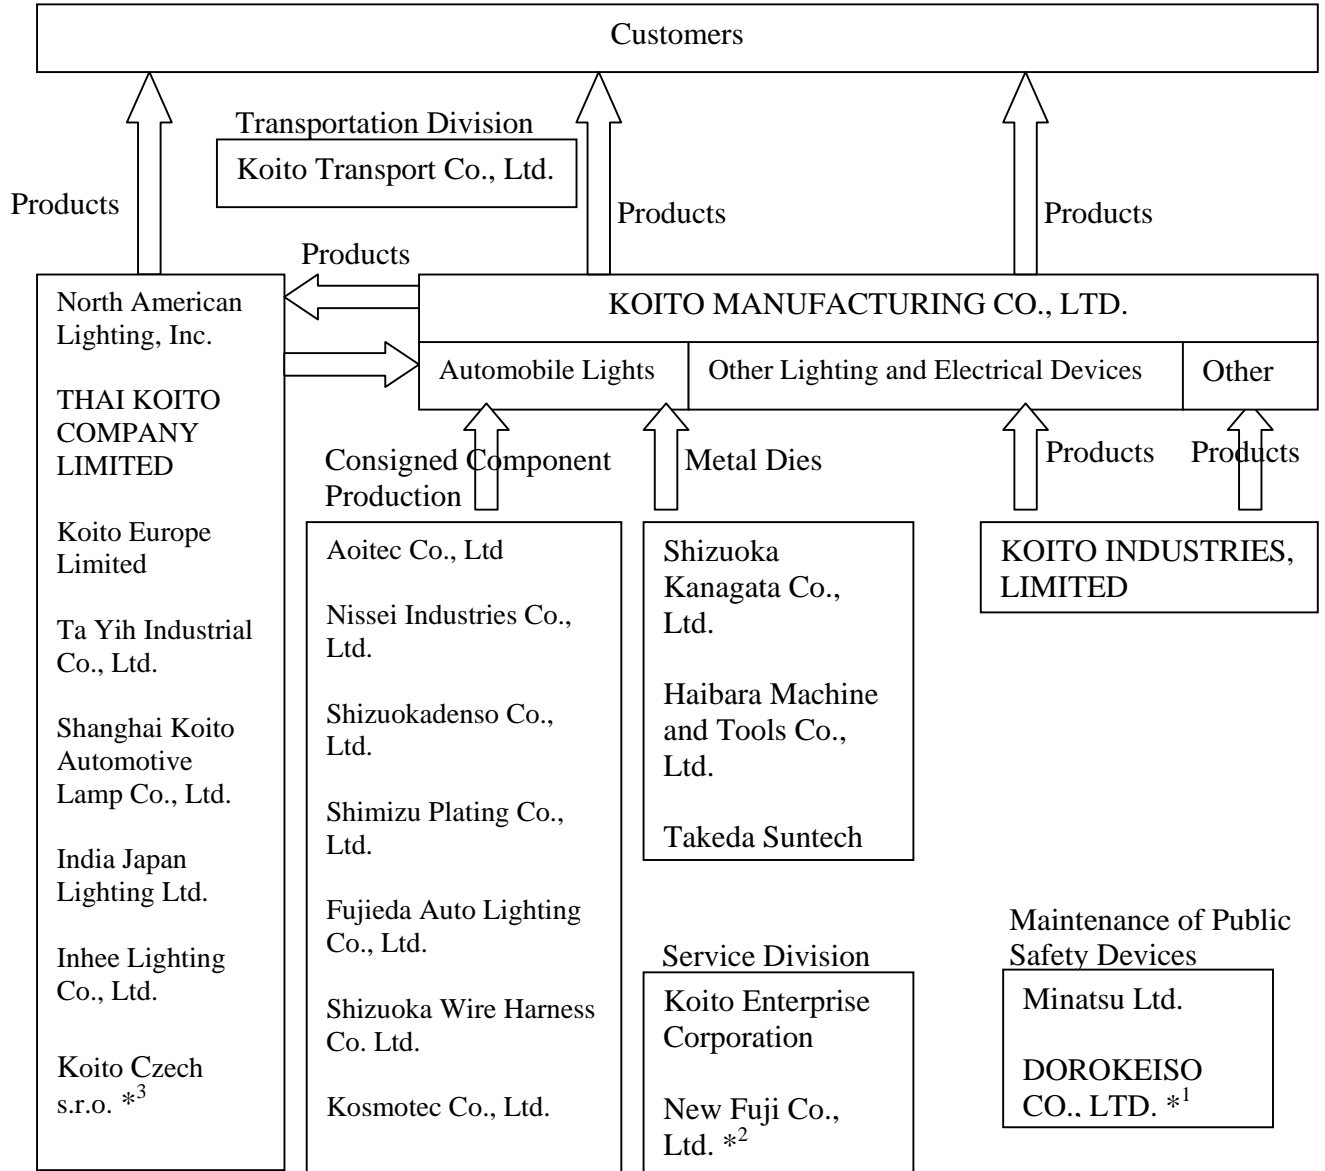 Customers
Transportation Division
Koito Transport Co., Ltd.
Products
Products
Products
Products
KOITO MANUFACTURING CO., LTD.
Automobile Lights
Other Lighting and Electrical Devices
Other
North American
Lighting, Inc.
THAI KOITO
COMPANY
LIMITED
Koito Europe
Limited
Ta Yih Industrial
Co., Ltd.
Shanghai Koito
Automotive
Lamp Co., Ltd.
India Japan
Lighting Ltd.
Inhee Lighting
Co., Ltd.
Koito Czech
s.r.o. *3
Consigned Component
Production
Aoitec Co., Ltd
Nissei Industries Co.,
Ltd.
Shizuokadenso Co.,
Ltd.
Shimizu Plating Co.,
Ltd.
Fujieda Auto Lighting
Co., Ltd.
Shizuoka Wire Harness
Co. Ltd.
Kosmotec Co., Ltd.
Metal Dies
Shizuoka
Kanagata Co.,
Ltd.
Haibara Machine
and Tools Co.,
Ltd.
Takeda Suntech
Service Division
Koito Enterprise
Corporation
New Fuji Co.,
Ltd. *2
Products
Products
KOITO INDUSTRIES,
LIMITED
Maintenance of Public
Safety Devices
Minatsu Ltd.
DOROKEISO
CO., LTD. *1